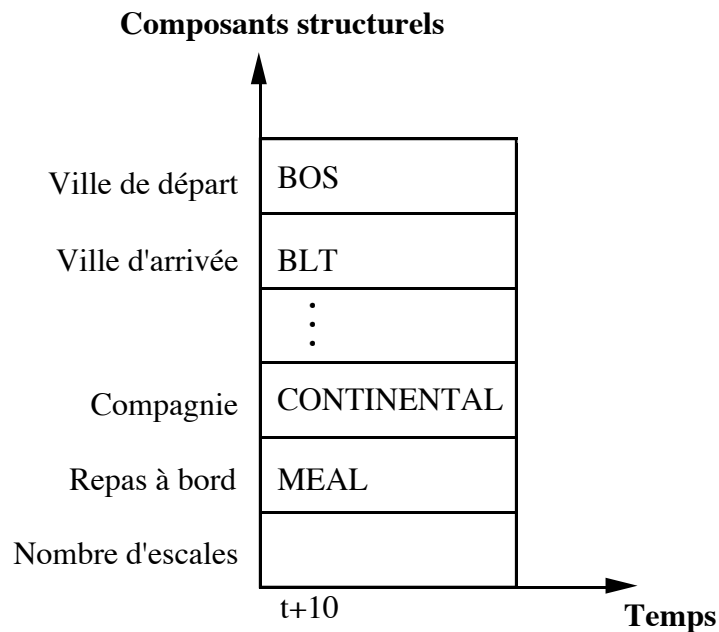 Composants structurels
Ville de départ BOS
Ville d'arrivée BLT
Compagnie CONTINENTAL
Repas à bord MEAL
Nombre d'escales
t+10
Temps